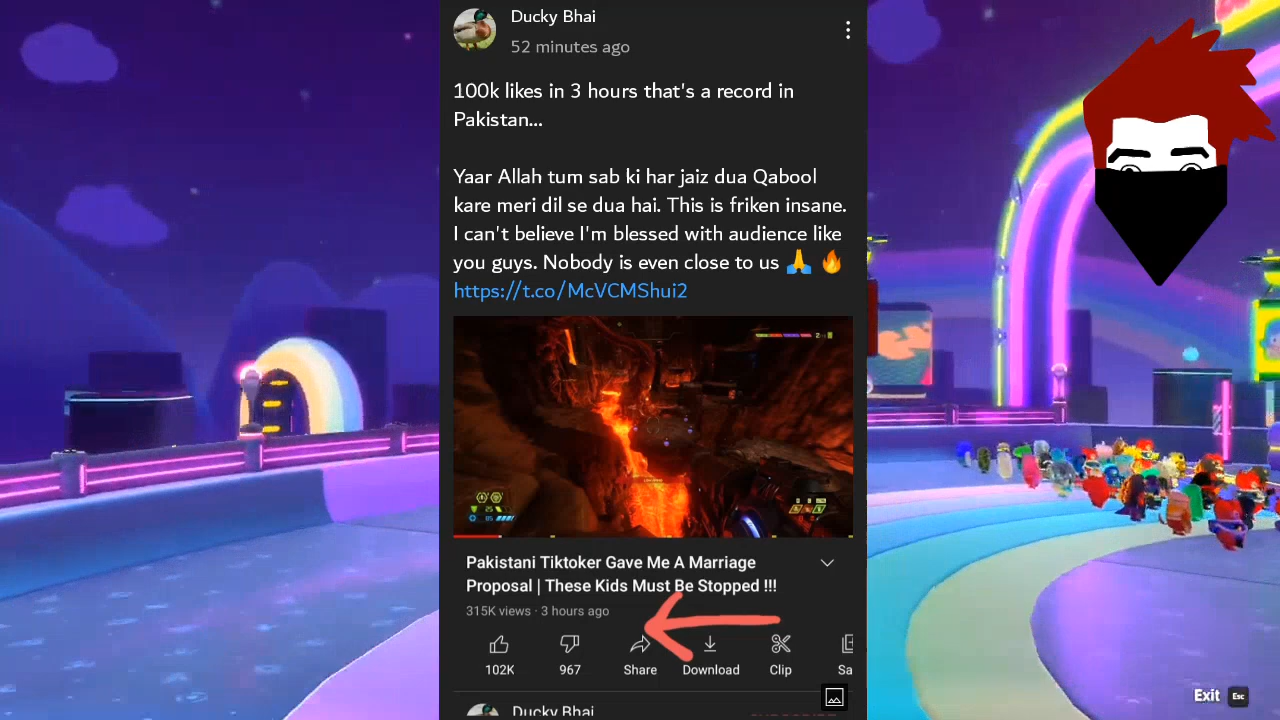 Ducky Bhai
52 minutes ago
100k likes in 3 hours that's a record in
Pakistan...
Yaar Allah tum sab ki har jaiz dua Qabool
kare meri dil se dua hai. This is friken insane.
I can't believe I'm blessed with audience like
you guys. Nobody is even close to us 🙏 🔥
https://t.co/McVCMShui2
Pakistani Tiktoker Gave Me A Marriage
Proposal | These Kids Must Be Stopped !!!
315K views · 3 hours ago
102K 967 Share Download Clip Sa
Ducky Bhai
Exit Esc